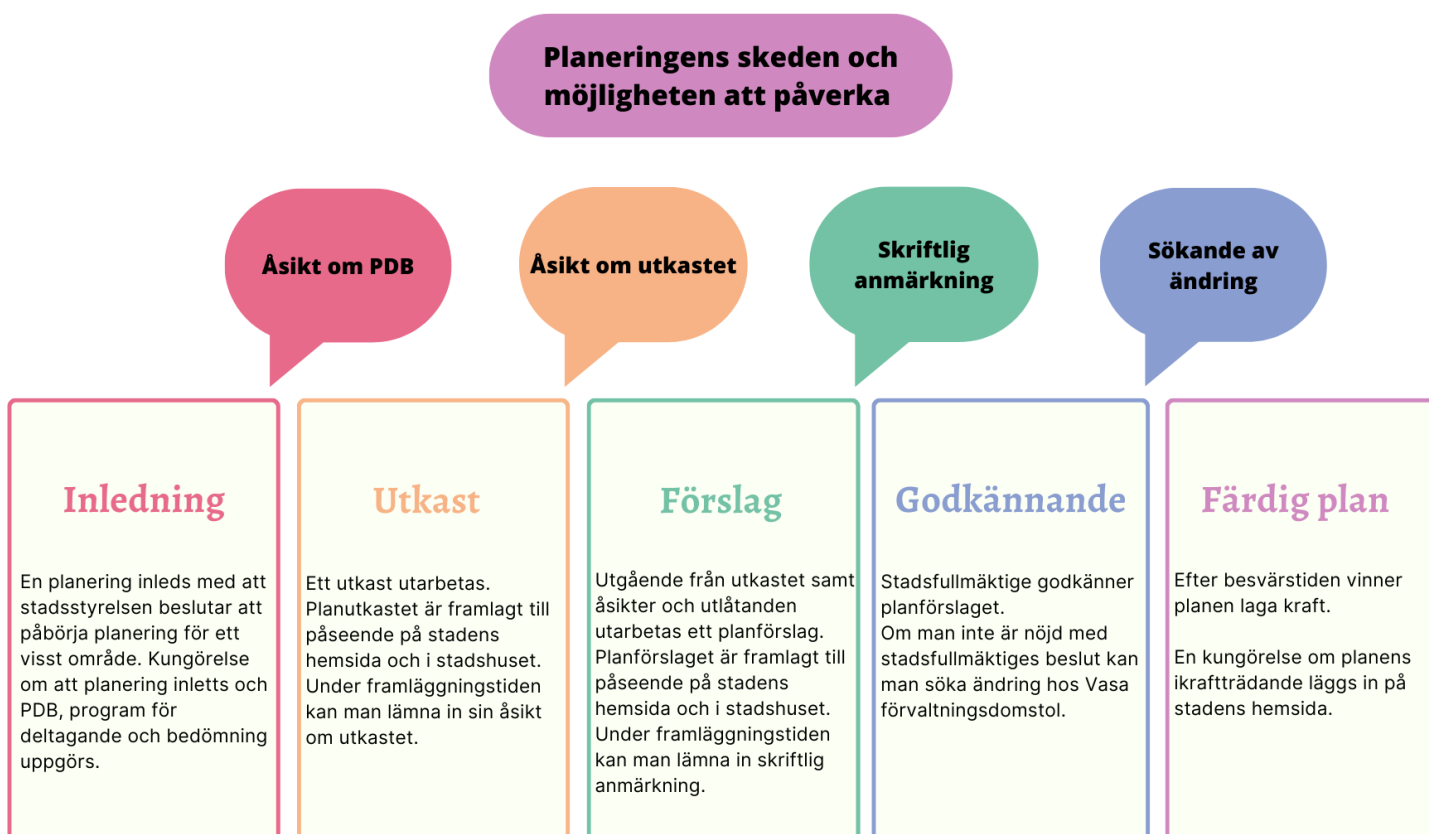 Planeringens skeden och
möjligheten att påverka
Åsikt om PDB
Åsikt om utkastet
Skriftlig
anmärkning
Sökande av
ändring
Inledning
En planering inleds med att
stadsstyrelsen beslutar att
påbörja planering för ett
visst område. Kungörelse
om att planering inletts och
PDB, program för
deltagande och bedömning
uppgörs.
Utkast
Ett utkast utarbetas.
Planutkastet är framlagt till
påseende på stadens
hemsida och i stadshuset.
Under framläggningstiden
kan man lämna in sin åsikt
om utkastet.
Förslag
Utgående från utkastet samt
åsikter och utlåtanden
utarbetas ett planförslag.
Planförslaget är framlagt till
påseende på stadens
hemsida och i stadshuset.
Under framläggningstiden
kan man lämna in skriftlig
anmärkning.
Godkännande
Stadsfullmäktige godkänner
planförslaget.
Om man inte är nöjd med
stadsfullmäktiges beslut kan
man söka ändring hos Vasa
förvaltningsdomstol.
Färdig plan
Efter besvärstiden vinner
planen laga kraft.
En kungörelse om planens
ikraftträdande läggs in på
stadens hemsida.